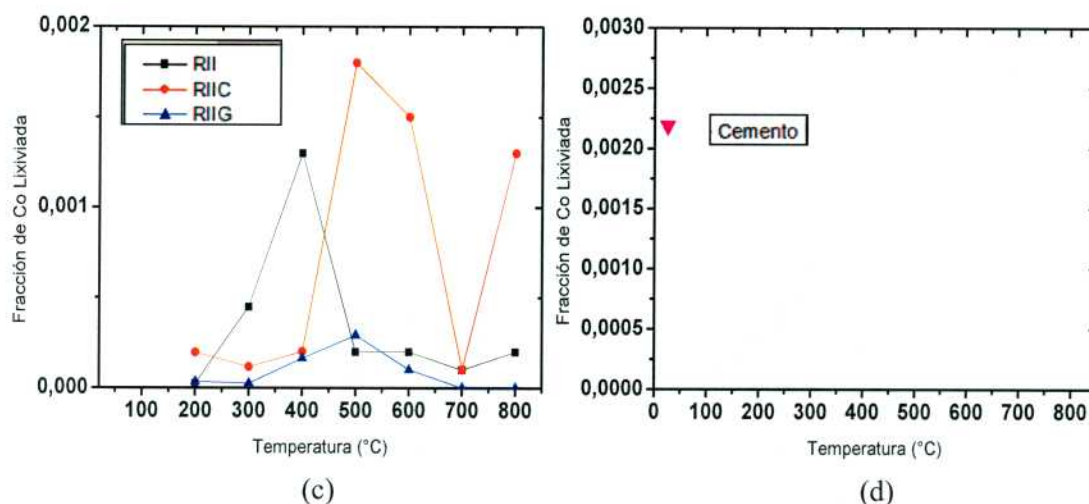 0,002
0,001
0,000
Fracción de Co Lixiviada
RII
RIIC
RIIG
100 200 300 400 500 600 700 800
Temperatura (°C)
(c)
0,0030
0,0025
0,0020
0,0015
0,0010
0,0005
0,0000
Fracción de Co Lixiviada
Cemento
0 100 200 300 400 500 600 700 800
Temperatura (°C)
(d)